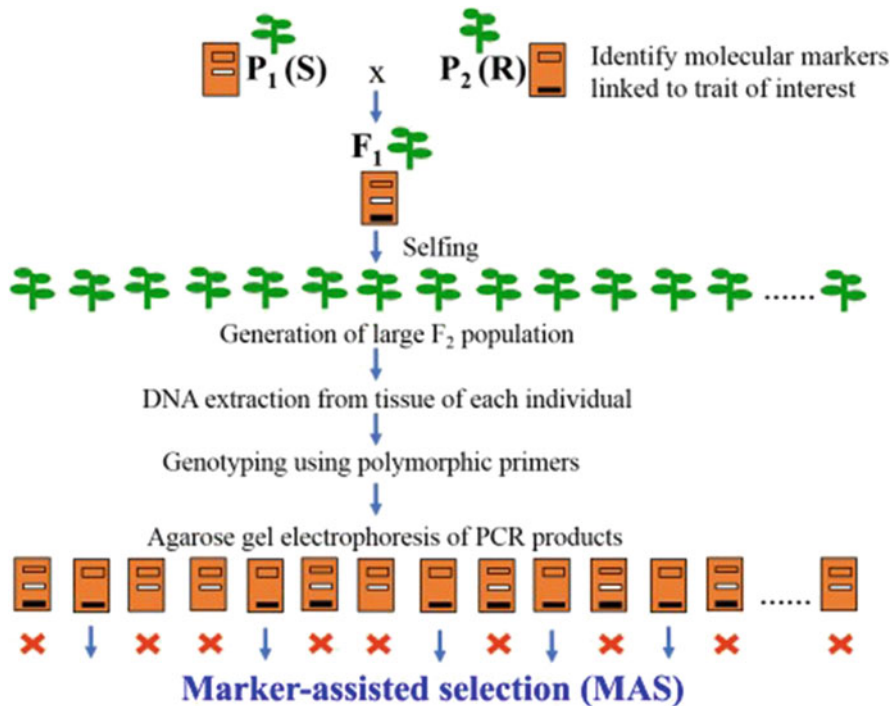 P₁ (S) x P₂ (R) Identify molecular markers
linked to trait of interest
F₁
Selfing
......
Generation of large F₂ population
DNA extraction from tissue of each individual
Genotyping using polymorphic primers
Agarose gel electrophoresis of PCR products
......
Marker-assisted selection (MAS)